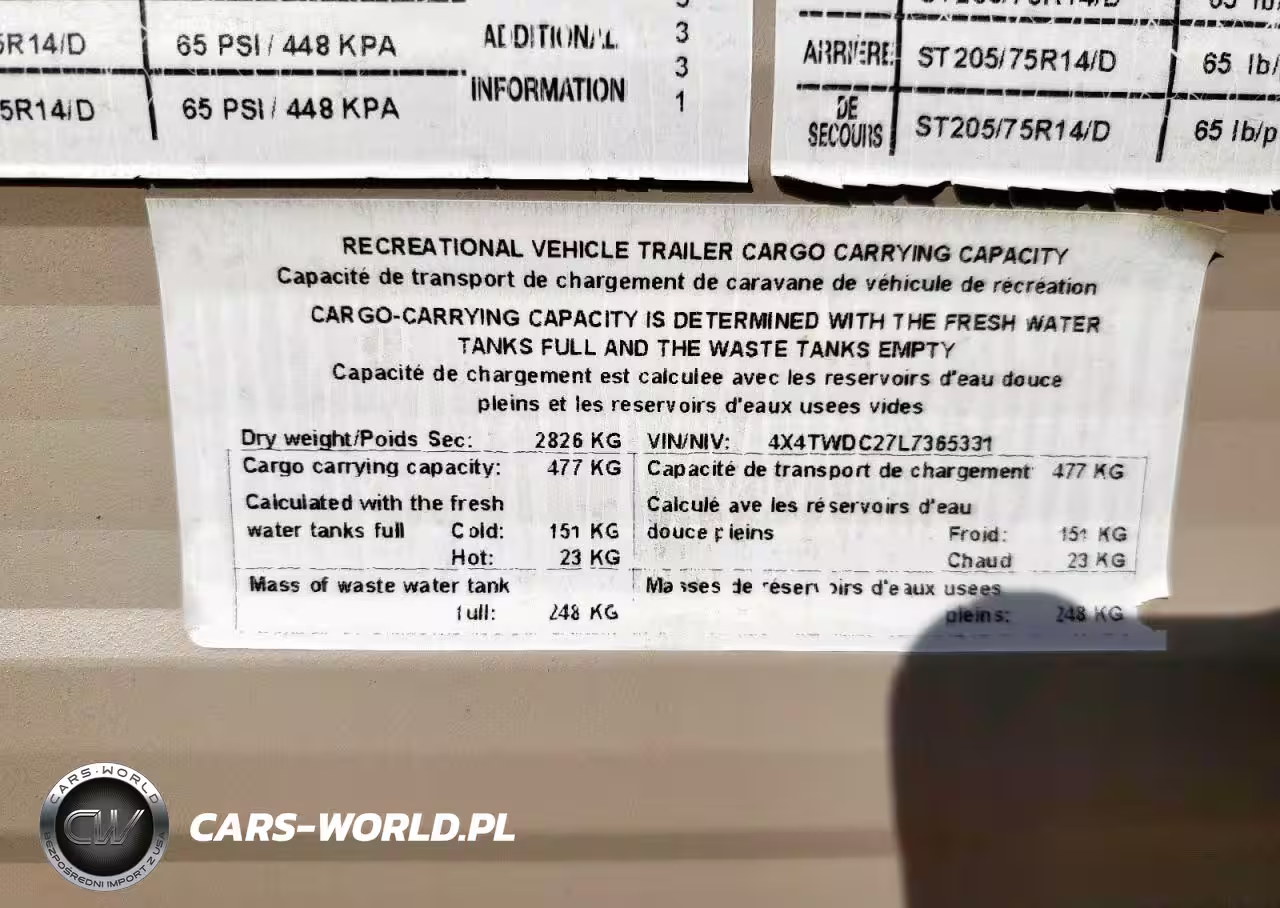 5R14/D 65 PSI / 448 KPA ADDITIONAL 3
3
5R14/D 65 PSI / 448 KPA INFORMATION 1
ARRIÈRE ST205/75R14/D 65 lb/
DE SECOURS ST205/75R14/D 65 lb/p
RECREATIONAL VEHICLE TRAILER CARGO CARRYING CAPACITY
Capacité de transport de chargement de caravane de véhicule de récréation
CARGO-CARRYING CAPACITY IS DETERMINED WITH THE FRESH WATER
TANKS FULL AND THE WASTE TANKS EMPTY
Capacité de chargement est calculee avec les reservoirs d'eau douce
pleins et les reservoirs d'eaux usees vides
Dry weight/Poids Sec: 2826 KG VIN/NIV: 4X4TWDC27L7365331
Cargo carrying capacity: 477 KG Capacité de transport de chargement 477 KG
Calculated with the fresh Calculé ave les réservoirs d'eau
water tanks full Cold: 151 KG douce pleins Froid: 151 KG
Hot: 23 KG Chaud 23 KG
Mass of waste water tank Masses de réservoirs d'eaux usees
full: 248 KG pleins: 248 KG
CARS-WORLD
CW
BEZPOŚREDNI IMPORT Z USA
CARS-WORLD.PL